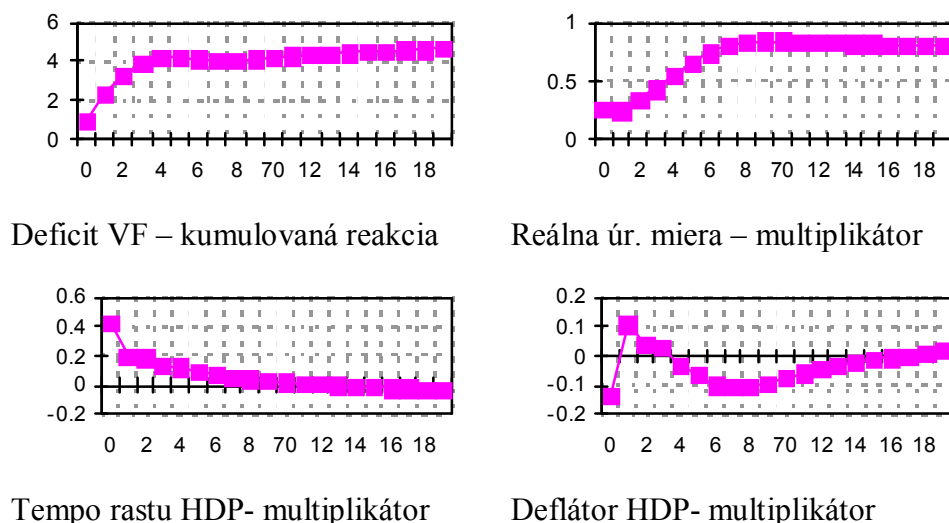 6
4
2
0
0 2 4 6 8 70 12 14 16 18
1
0.5
0
0 2 4 6 8 70 12 14 16 18
Deficit VF – kumulovaná reakcia
Reálna úr. miera – multiplikátor
0.6
0.4
0.2
0
-0.2
0 2 4 6 8 70 12 14 16 18
0.2
0.1
0
-0.1
-0.2
0 2 4 6 8 70 12 14 16 18
Tempo rastu HDP- multiplikátor
Deflátor HDP- multiplikátor